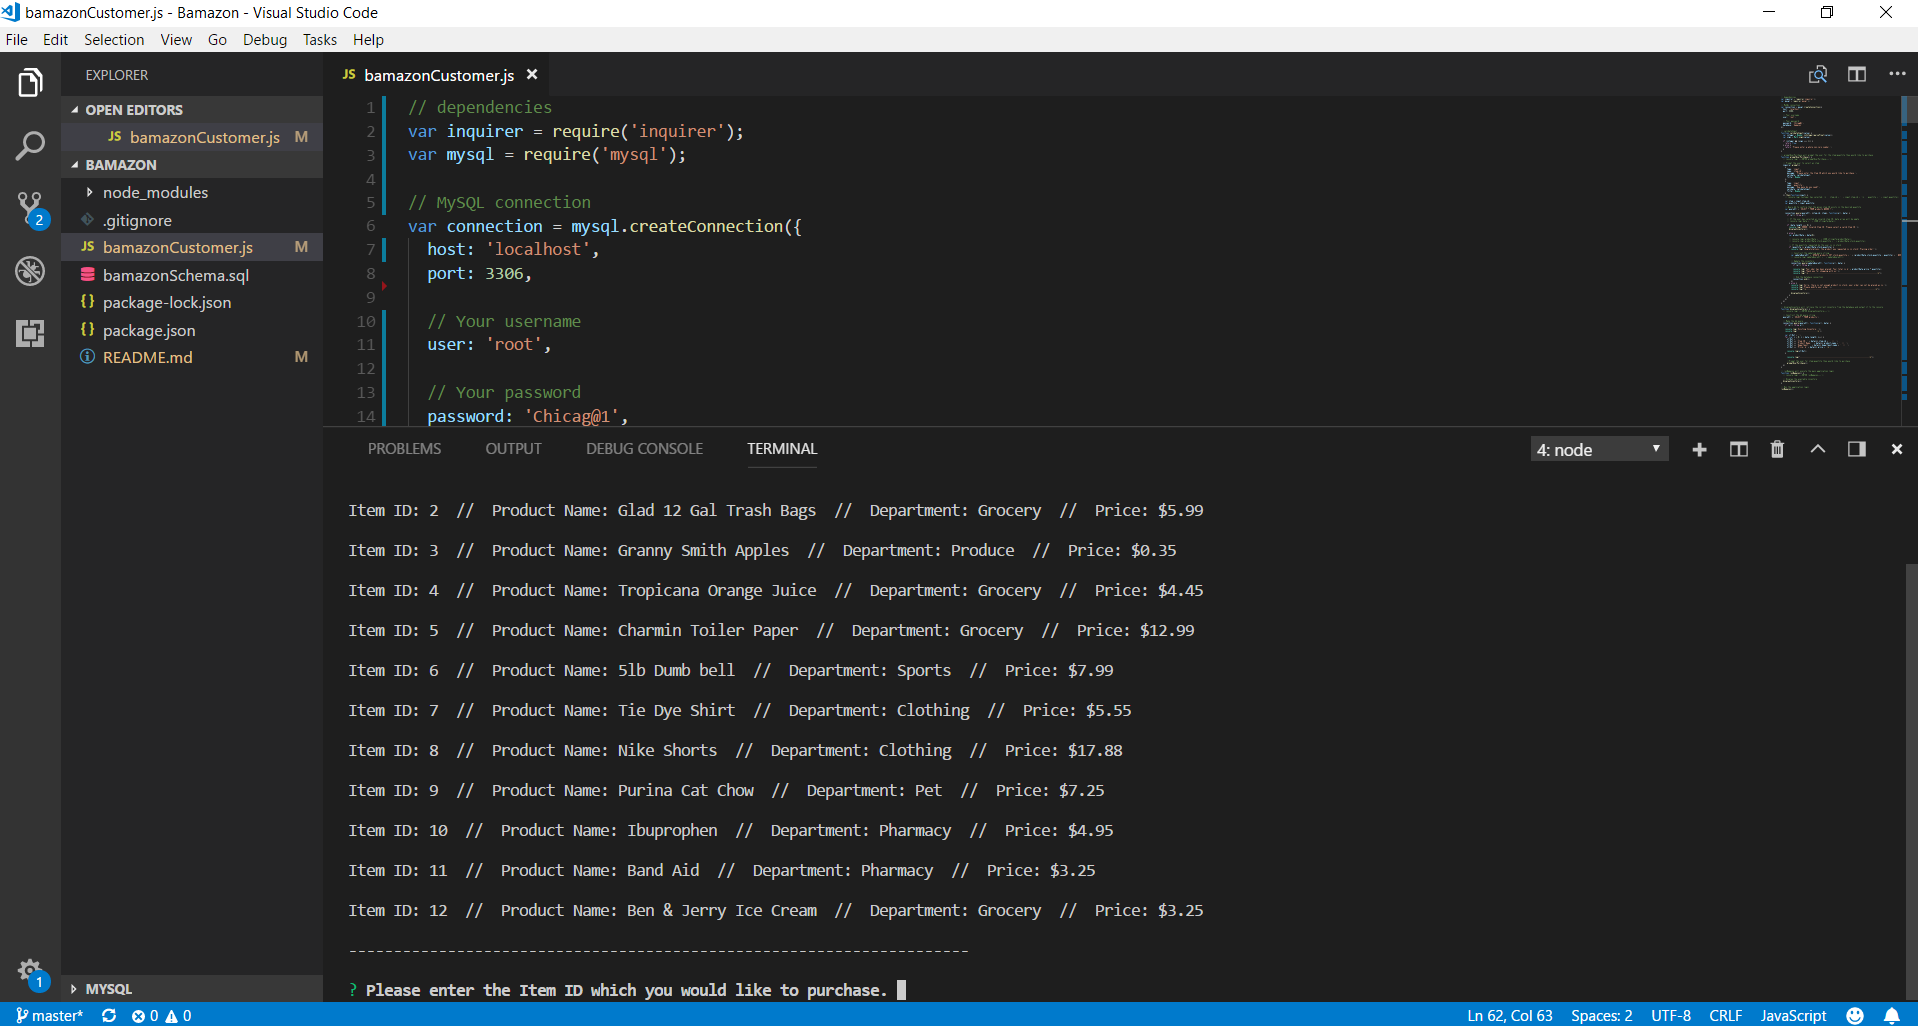 bamazonCustomer.js - Bamazon - Visual Studio Code
File Edit Selection View Go Debug Tasks Help
EXPLORER
OPEN EDITORS
JS bamazonCustomer.js M
BAMAZON
node_modules
.gitignore
JS bamazonCustomer.js M
bamazonSchema.sql
{} package-lock.json
{} package.json
README.md M
MYSQL
2
1
JS bamazonCustomer.js
1 // dependencies
2 var inquirer = require('inquirer');
3 var mysql = require('mysql');
4
5 // MySQL connection
6 var connection = mysql.createConnection({
7 host: 'localhost',
8 port: 3306,
9
10 // Your username
11 user: 'root',
12
13 // Your password
14 password: 'Chicag@1',
PROBLEMS OUTPUT DEBUG CONSOLE TERMINAL 4: node
Item ID: 2 // Product Name: Glad 12 Gal Trash Bags // Department: Grocery // Price: $5.99
Item ID: 3 // Product Name: Granny Smith Apples // Department: Produce // Price: $0.35
Item ID: 4 // Product Name: Tropicana Orange Juice // Department: Grocery // Price: $4.45
Item ID: 5 // Product Name: Charmin Toiler Paper // Department: Grocery // Price: $12.99
Item ID: 6 // Product Name: 5lb Dumb bell // Department: Sports // Price: $7.99
Item ID: 7 // Product Name: Tie Dye Shirt // Department: Clothing // Price: $5.55
Item ID: 8 // Product Name: Nike Shorts // Department: Clothing // Price: $17.88
Item ID: 9 // Product Name: Purina Cat Chow // Department: Pet // Price: $7.25
Item ID: 10 // Product Name: Ibuprophen // Department: Pharmacy // Price: $4.95
Item ID: 11 // Product Name: Band Aid // Department: Pharmacy // Price: $3.25
Item ID: 12 // Product Name: Ben & Jerry Ice Cream // Department: Grocery // Price: $3.25
---------------------------------------------------------------------
? Please enter the Item ID which you would like to purchase.
master* 0 0 Ln 62, Col 63 Spaces: 2 UTF-8 CRLF JavaScript